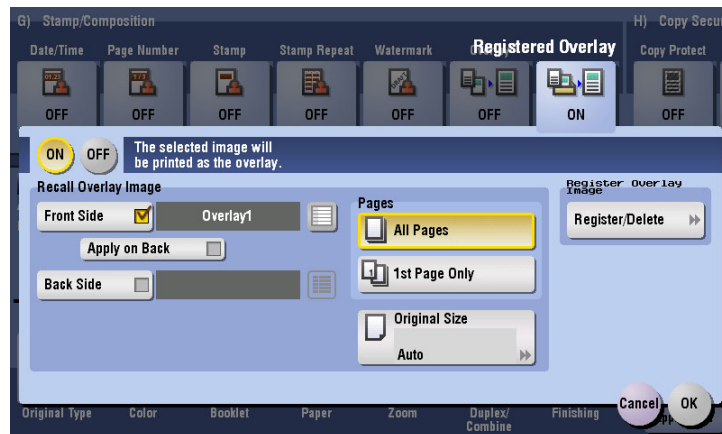 G) Stamp/Composition
H) Copy Secu
Date/Time Page Number Stamp Stamp Repeat Watermark Registered Overlay Copy Protect
OFF OFF OFF OFF OFF OFF ON OFF
ON OFF The selected image will
be printed as the overlay.
Recall Overlay Image
Front Side Overlay1
Apply on Back
Back Side
Pages
All Pages
1st Page Only
Original Size
Auto
Register Overlay
Image
Register/Delete
Cancel OK
Original Type Color Booklet Paper Zoom Duplex/
Combine Finishing